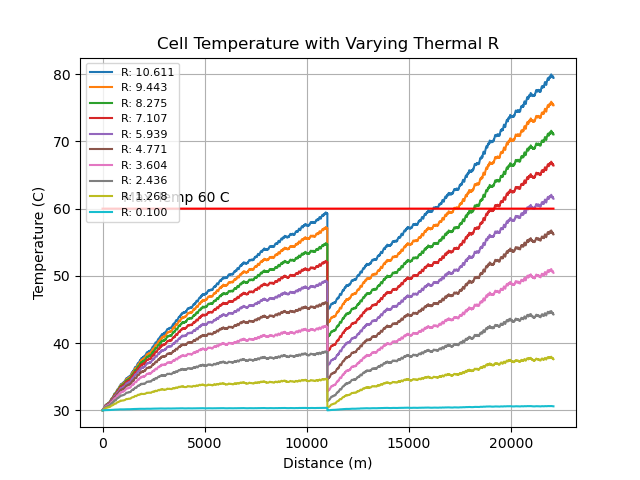 Cell Temperature with Varying Thermal R
80
70
60
50
40
30
Temperature (C)
R: 10.611
R: 9.443
R: 8.275
R: 7.107
R: 5.939
R: 4.771
R: 3.604
R: 2.436
R: 1.268
R: 0.100
Max Temp 60 C
0
5000
10000
15000
20000
Distance (m)